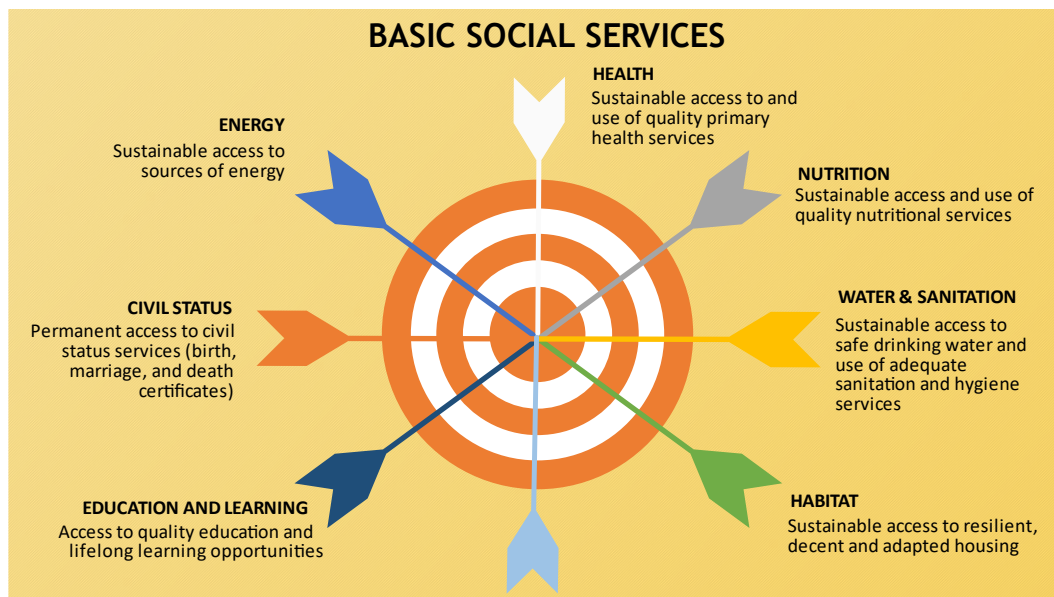 BASIC SOCIAL SERVICES
HEALTH
Sustainable access to and
use of quality primary
health services
ENERGY
Sustainable access to
sources of energy
NUTRITION
Sustainable access and use of
quality nutritional services
CIVIL STATUS
Permanent access to civil
status services (birth,
marriage, and death
certificates)
WATER & SANITATION
Sustainable access to
safe drinking water and
use of adequate
sanitation and hygiene
services
EDUCATION AND LEARNING
Access to quality education and
lifelong learning opportunities
HABITAT
Sustainable access to resilient,
decent and adapted housing